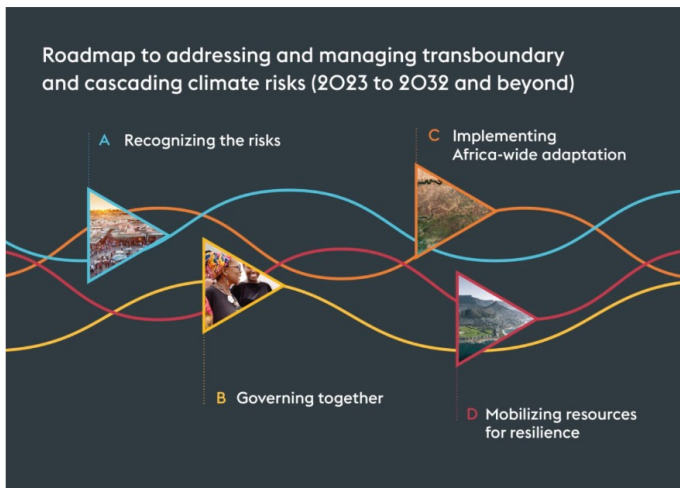 Roadmap to addressing and managing transboundary
and cascading climate risks (2023 to 2032 and beyond)
A Recognizing the risks
C Implementing
Africa-wide adaptation
B Governing together
D Mobilizing resources
for resilience